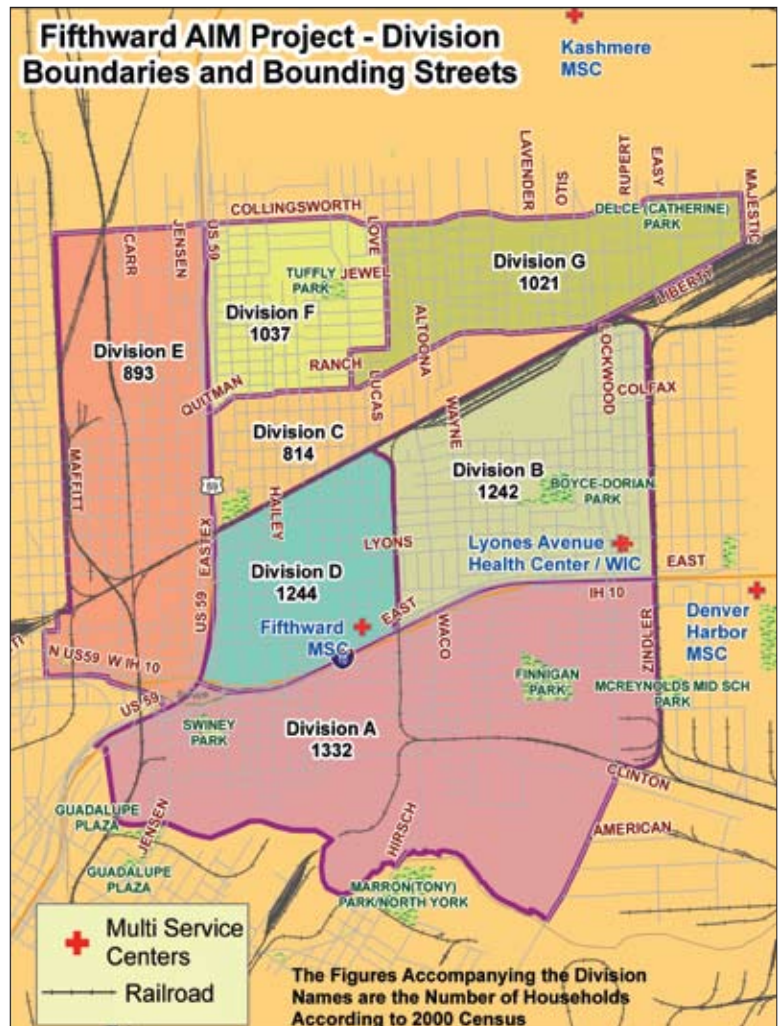 Fifthward AIM Project - Division
Boundaries and Bounding Streets
Kashmere
MSC
LAVENDER
OTIS
RUPERT
EASY
MAJESTIC
COLLINGSWORTH
DELCE (CATHERINE)
PARK
CARR
JENSEN
US 59
LOVE
TUFFLY
PARK
JEWEL
Division G
1021
LIBERTY
Division F
1037
ALTOONA
Division E
893
RANCH
LUCAS
LOCKWOOD
COLFAX
QUITMAN
WAYNE
Division C
814
MAFFITT
59
HAILEY
Division B
1242
BOYCE-DORIAN
PARK
EASTEX
LYONS
Lyones Avenue
Health Center / WIC
EAST
Division D
1244
US 59
EAST
IH 10
Fifthward
MSC
WACO
ZINDLER
Denver
Harbor
MSC
N US59 W IH 10
US 59
FINNIGAN
PARK
MCREYNOLDS MID SCH
PARK
SWINEY
PARK
Division A
1332
CLINTON
GUADALUPE
PLAZA
JENSEN
HIRSCH
AMERICAN
GUADALUPE
PLAZA
MARRON(TONY)
PARK/NORTH YORK
Multi Service
Centers
Railroad
The Figures Accompanying the Division
Names are the Number of Households
According to 2000 Census